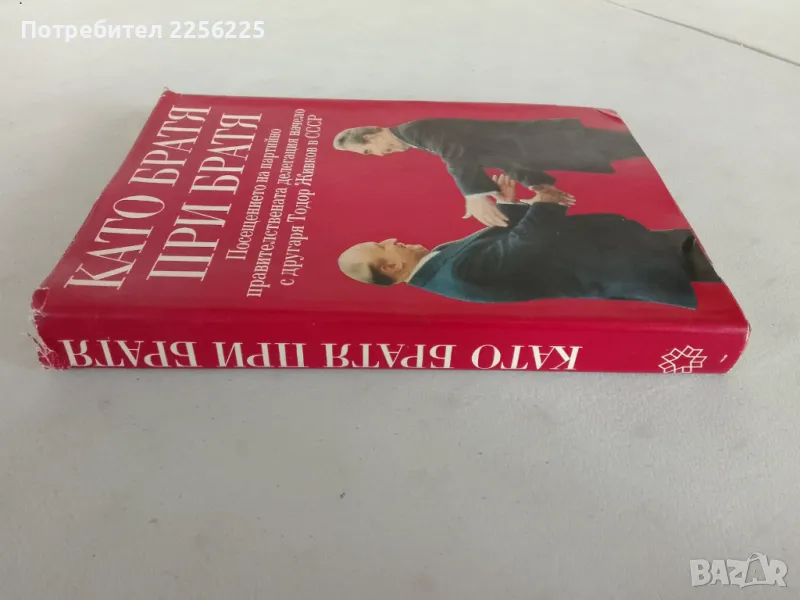 Потребител 2256225
КАТО БРАТЯ
ПРИ БРАТЯ
Посещението на партийно
правителствената делегация начело
с другаря Тодор Живков в СССР
КАТО БРАТЯ ПРИ БРАТЯ
BAZAR